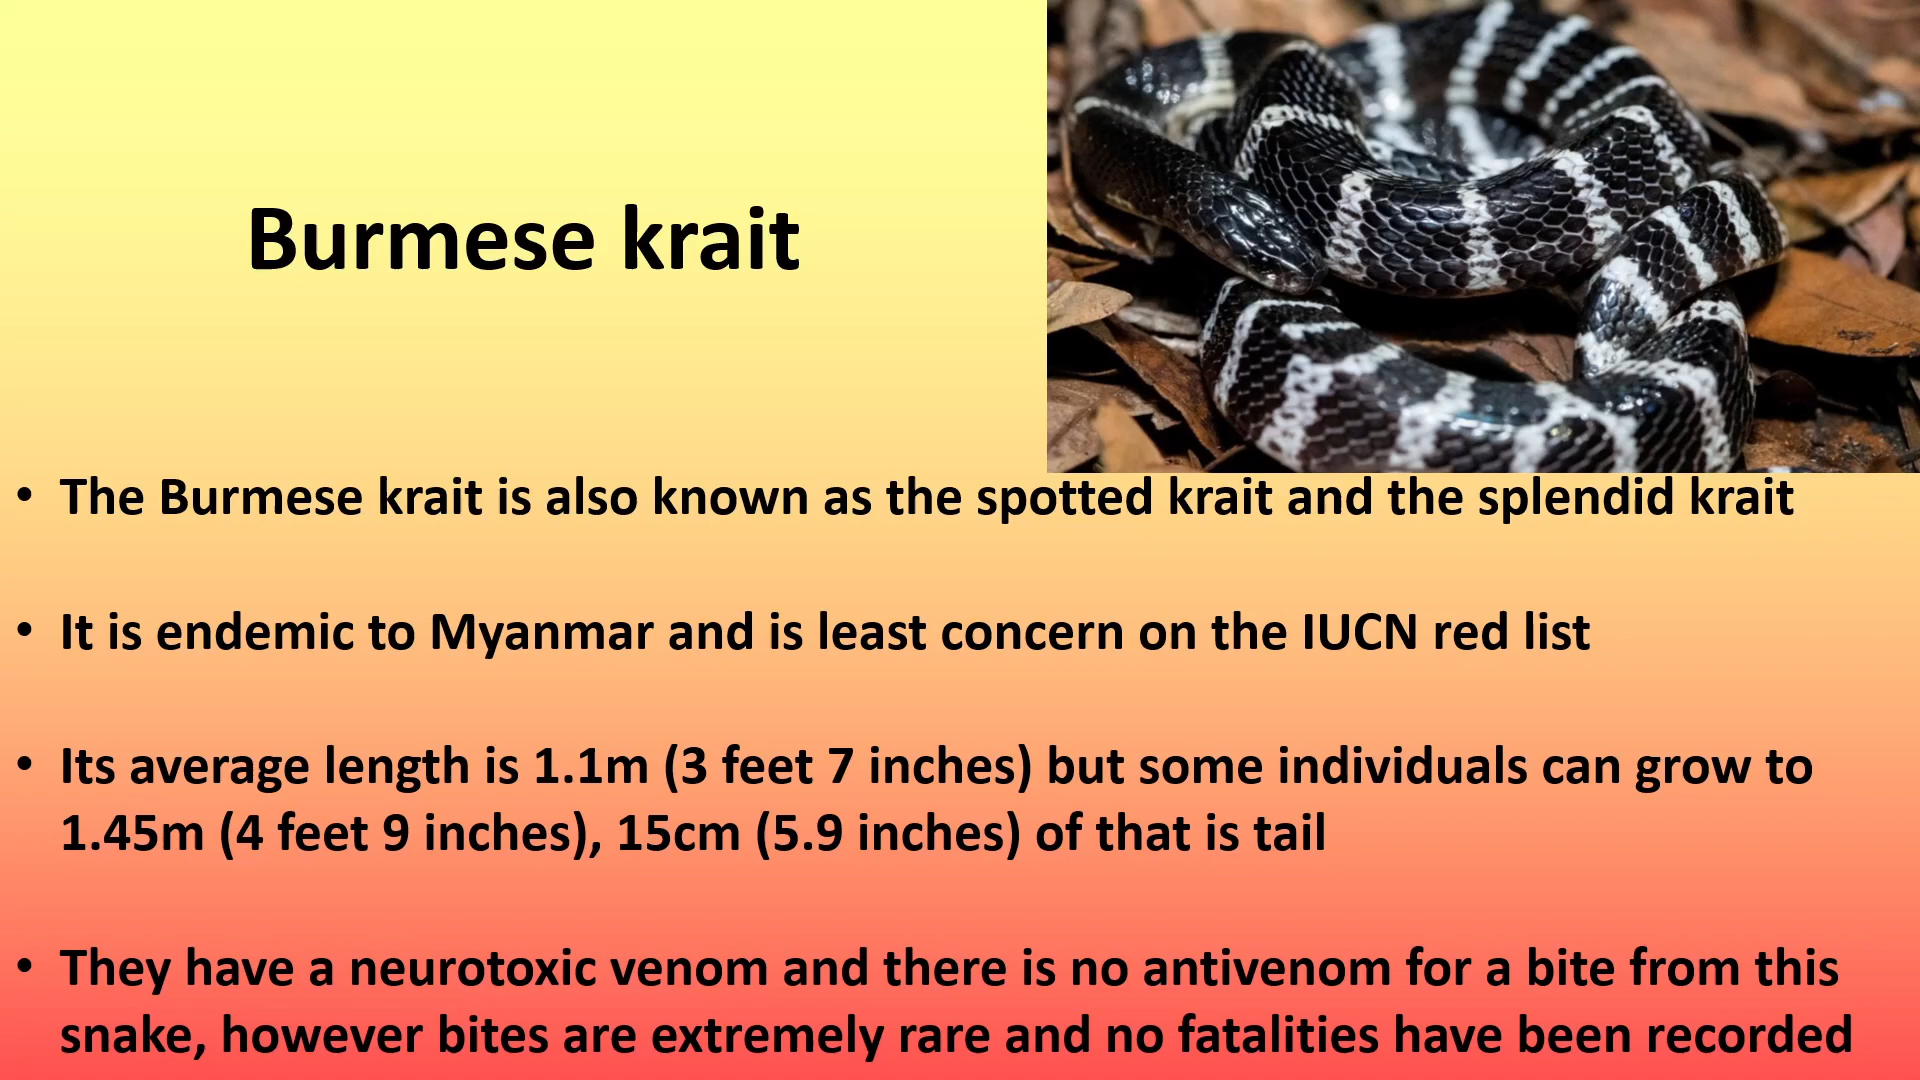 Burmese krait
• The Burmese krait is also known as the spotted krait and the splendid krait
• It is endemic to Myanmar and is least concern on the IUCN red list
• Its average length is 1.1m (3 feet 7 inches) but some individuals can grow to
1.45m (4 feet 9 inches), 15cm (5.9 inches) of that is tail
• They have a neurotoxic venom and there is no antivenom for a bite from this
snake, however bites are extremely rare and no fatalities have been recorded